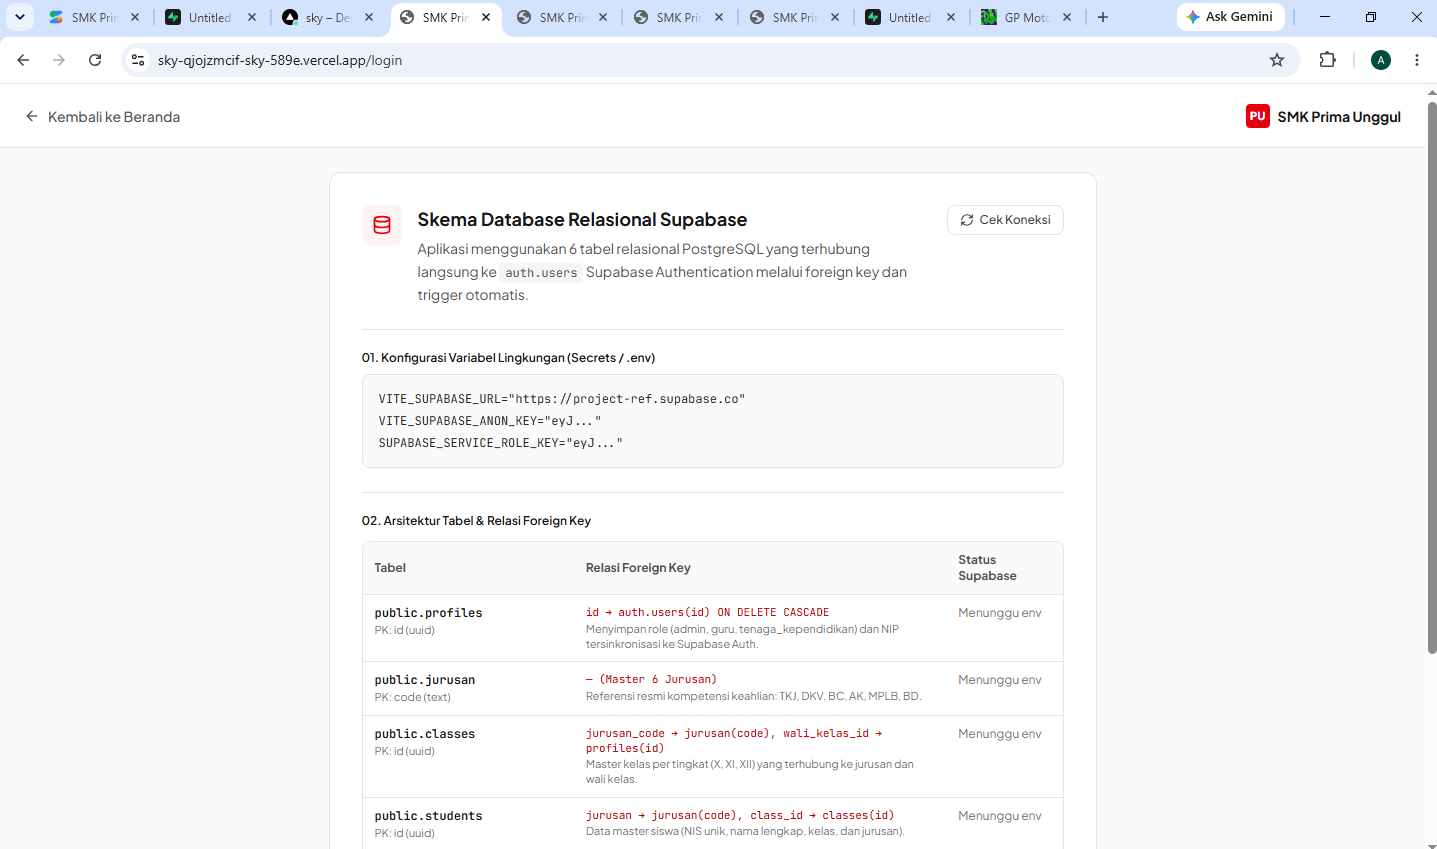 SMK Prin
Untitled
sky – De
SMK Prin
SMK Prin
SMK Prin
SMK Prin
Untitled
GP Moto
Ask Gemini
sky-qjojzmcif-sky-589e.vercel.app/login
A
Kembali ke Beranda
PU SMK Prima Unggul
Skema Database Relasional Supabase
Cek Koneksi
Aplikasi menggunakan 6 tabel relasional PostgreSQL yang terhubung
langsung ke auth.users Supabase Authentication melalui foreign key dan
trigger otomatis.
01. Konfigurasi Variabel Lingkungan (Secrets / .env)
VITE_SUPABASE_URL="https://project-ref.supabase.co"
VITE_SUPABASE_ANON_KEY="eyJ..."
SUPABASE_SERVICE_ROLE_KEY="eyJ..."
02. Arsitektur Tabel & Relasi Foreign Key
Tabel
Relasi Foreign Key
Status
Supabase
public.profiles
PK: id (uuid)
id → auth.users(id) ON DELETE CASCADE
Menyimpan role (admin, guru, tenaga_kependidikan) dan NIP
tersinkronisasi ke Supabase Auth.
Menunggu env
public.jurusan
PK: code (text)
— (Master 6 Jurusan)
Referensi resmi kompetensi keahlian: TKJ, DKV, BC, AK, MPLB, BD.
Menunggu env
public.classes
PK: id (uuid)
jurusan_code → jurusan(code), wali_kelas_id →
profiles(id)
Master kelas per tingkat (X, XI, XII) yang terhubung ke jurusan dan
wali kelas.
Menunggu env
public.students
PK: id (uuid)
jurusan → jurusan(code), class_id → classes(id)
Data master siswa (NIS unik, nama lengkap, kelas, dan jurusan).
Menunggu env